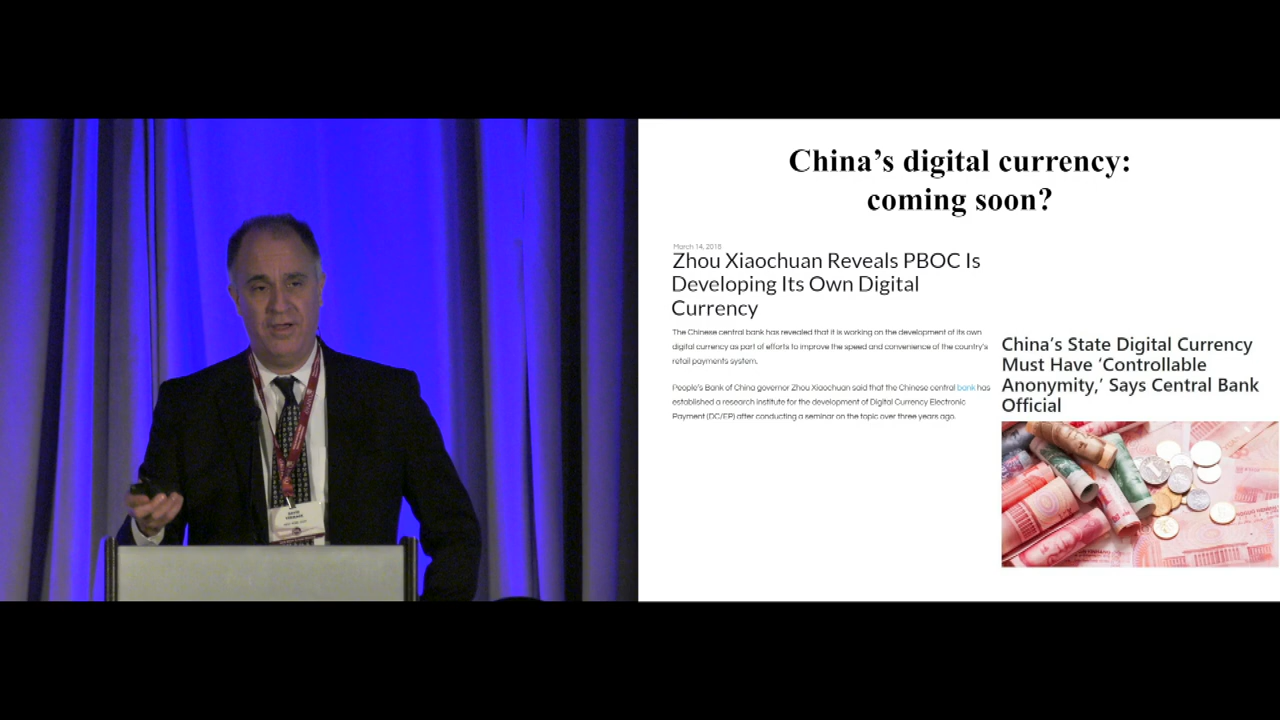 China's digital currency:
coming soon?
March 14, 2018
Zhou Xiaochuan Reveals PBOC Is
Developing Its Own Digital
Currency
The Chinese central bank has revealed that it is working on the development of its own
digital currency as part of efforts to improve the speed and convenience of the country's
retail payments system.
People's Bank of China governor Zhou Xiaochuan said that the Chinese central bank has
established a research institute for the development of Digital Currency Electronic
Payment (DC/EP) after conducting a seminar on the topic over three years ago.
China's State Digital Currency
Must Have 'Controllable
Anonymity,' Says Central Bank
Official
DAVID